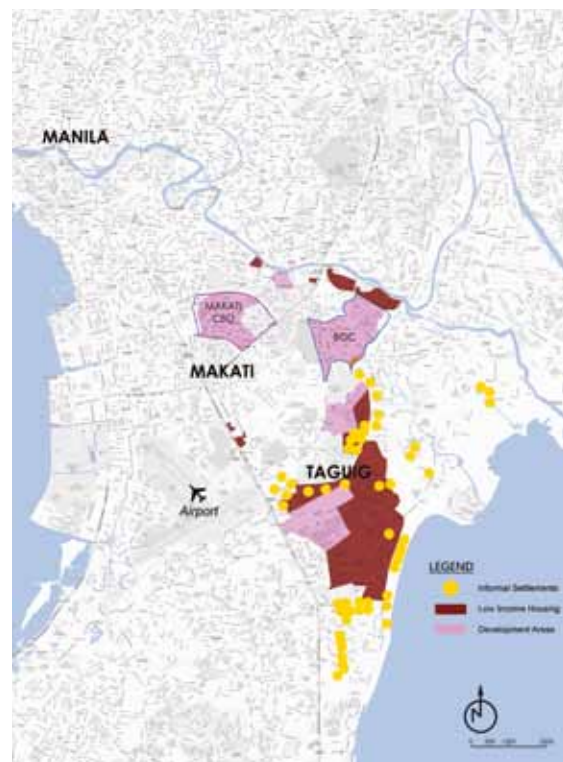 MANILA
MAKATI
CBD
BGC
MAKATI
TAGUIG
Airport
LEGEND
Informal Settlements
Low Income Housing
Development Areas
N